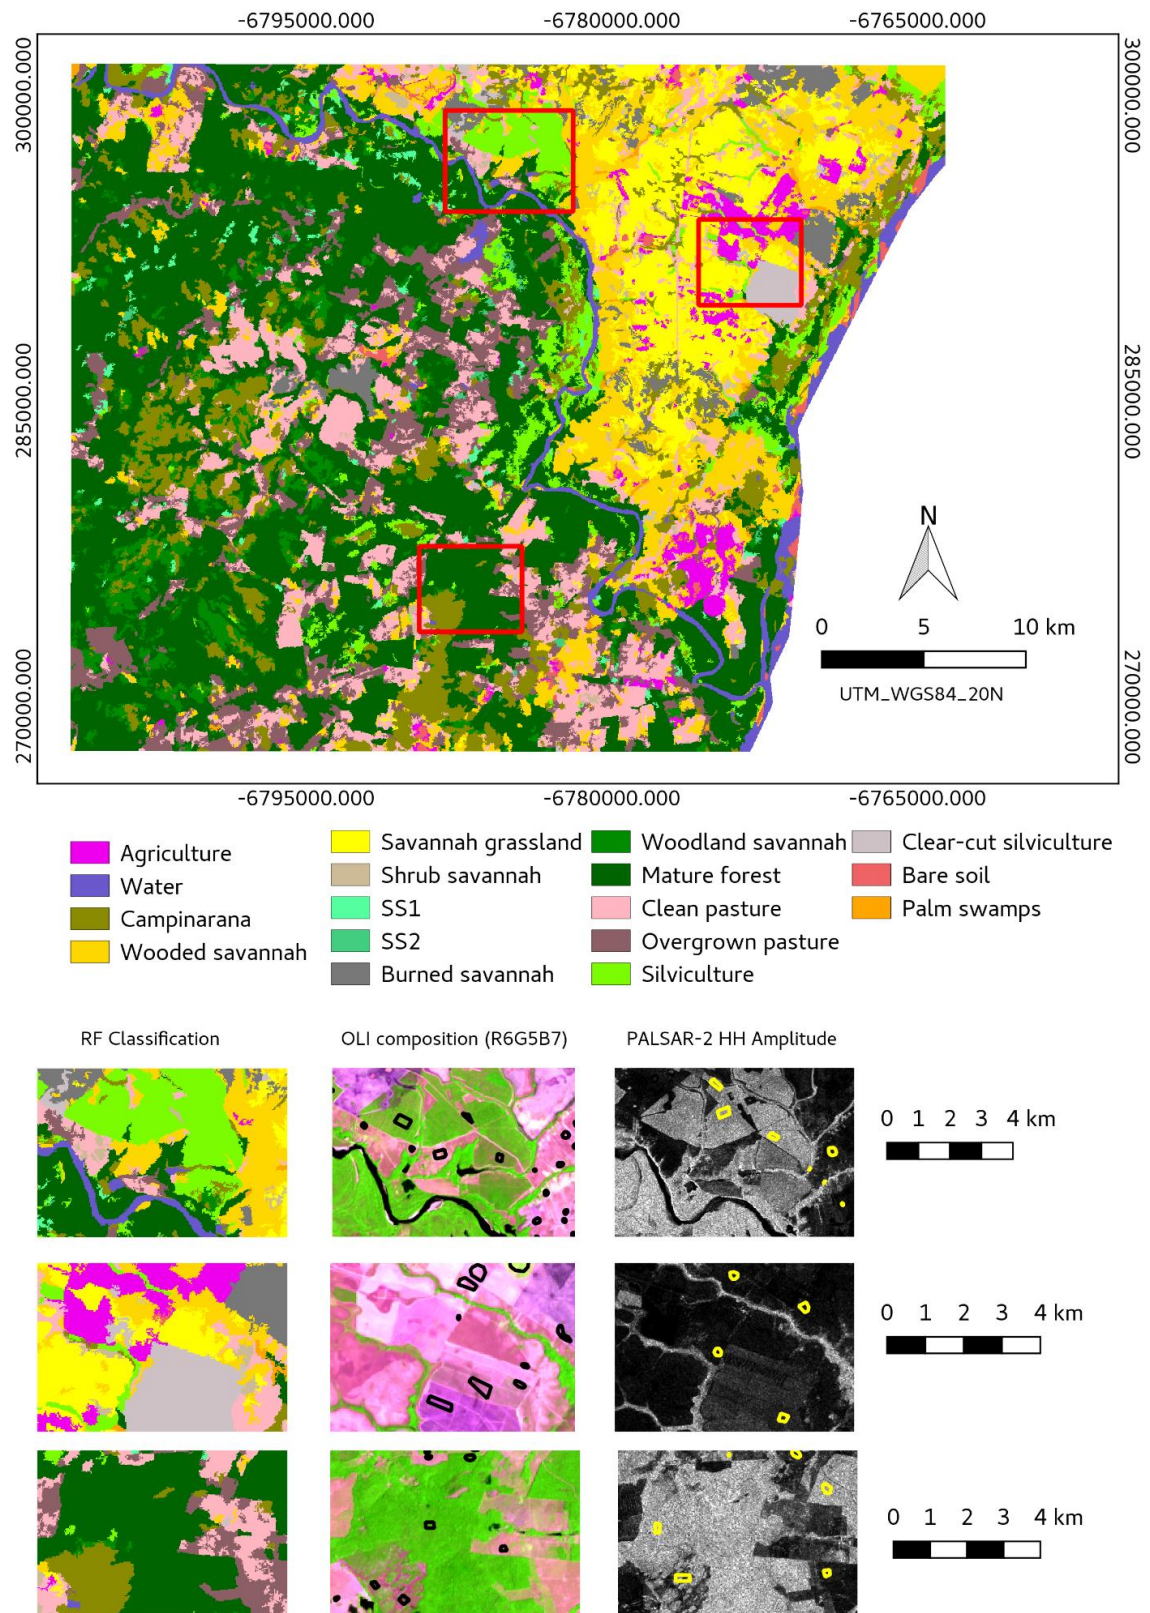 -6795000.000 -6780000.000 -6765000.000
300000.000 300000.000
285000.000 285000.000
N
0 5 10 km
UTM_WGS84_20N
270000.000 270000.000
-6795000.000 -6780000.000 -6765000.000
Agriculture
Water
Campinarana
Wooded savannah
Savannah grassland
Shrub savannah
SS1
SS2
Burned savannah
Woodland savannah
Mature forest
Clean pasture
Overgrown pasture
Silviculture
Clear-cut silviculture
Bare soil
Palm swamps
RF Classification OLI composition (R6G5B7) PALSAR-2 HH Amplitude
0 1 2 3 4 km
0 1 2 3 4 km
0 1 2 3 4 km